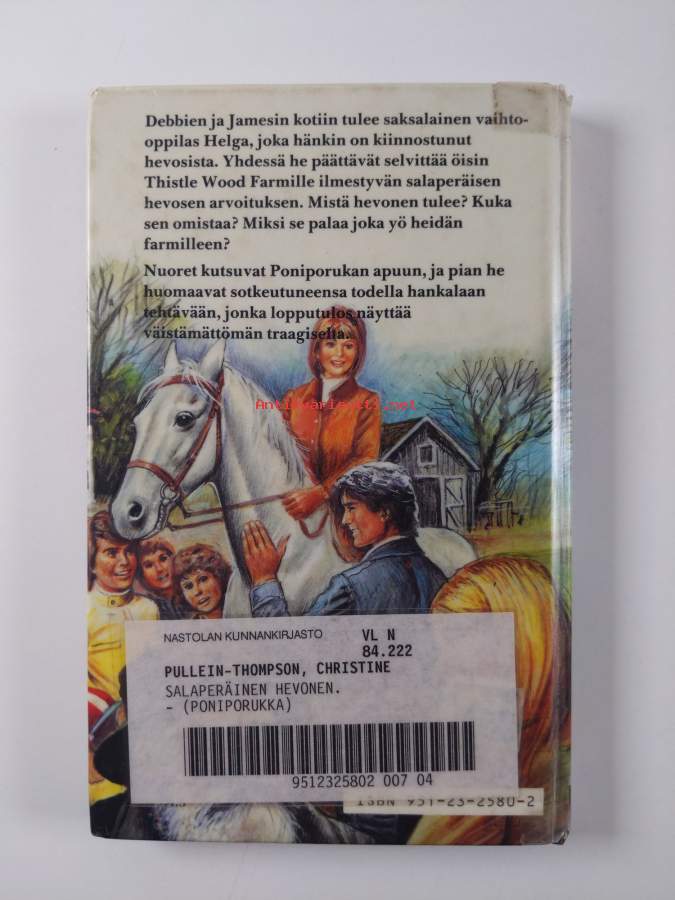 Debbien ja Jamesin kotiin tulee saksalainen vaihto-
oppilas Helga, joka hänkin on kiinnostunut
hevosista. Yhdessä he päättävät selvittää öisin
Thistle Wood Farmille ilmestyvän salaperäisen
hevosen arvoituksen. Mistä hevonen tulee? Kuka
sen omistaa? Miksi se palaa joka yö heidän
farmilleen?
Nuoret kutsuvat Poniporukan apuun, ja pian he
huomaavat sotkeutuneensa todella hankalaan
tehtävään, jonka lopputulos näyttää
väistämättömän traagiselta.
Antikvariaatti.net
NASTOLAN KUNNANKIRJASTO
VL N
84.222
PULLEIN-THOMPSON, CHRISTINE
SALAPERÄINEN HEVONEN.
- (PONIPORUKKA)
9512325802 007 04
ISBN 951-23-2580-2